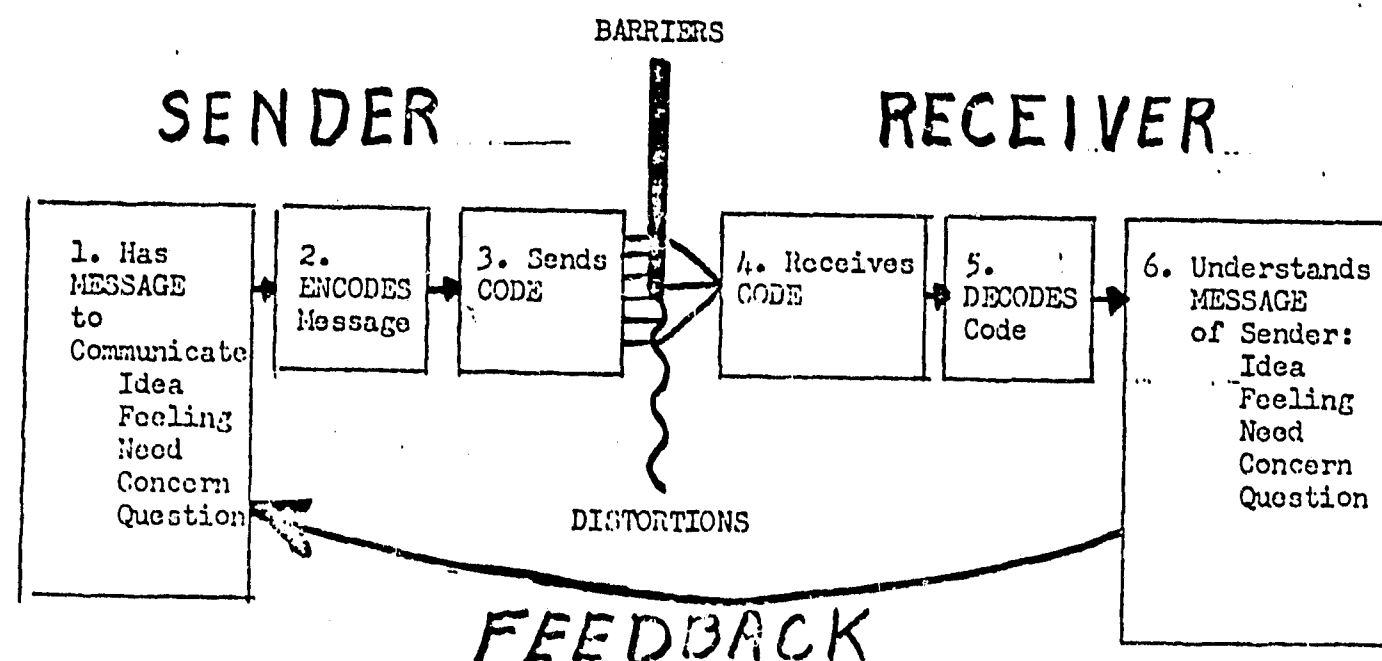 BARRIERS
SENDER
RECEIVER
1. Has
MESSAGE
to
Communicate
Idea
Feeling
Need
Concern
Question
2.
ENCODES
Message
3. Sends
CODE
4. Receives
CODE
5.
DECODES
Code
6. Understands
MESSAGE
of Sender:
Idea
Feeling
Need
Concern
Question
DISTORTIONS
FEEDBACK